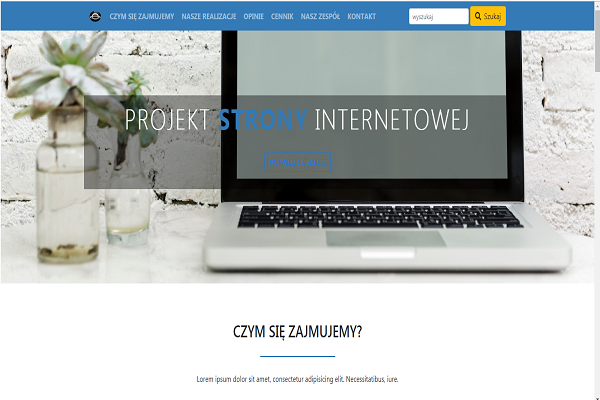 CZYM SIĘ ZAJMUJEMY NASZE REALIZACJE OPINIE CENNIK NASZ ZESPÓŁ KONTAKT wyszukaj Szukaj
PROJEKT STRONY INTERNETOWEJ
CZYM SIĘ ZAJMUJEMY?
Lorem ipsum dolor sit amet, consectetur adipisicing elit. Necessitatibus, iure.